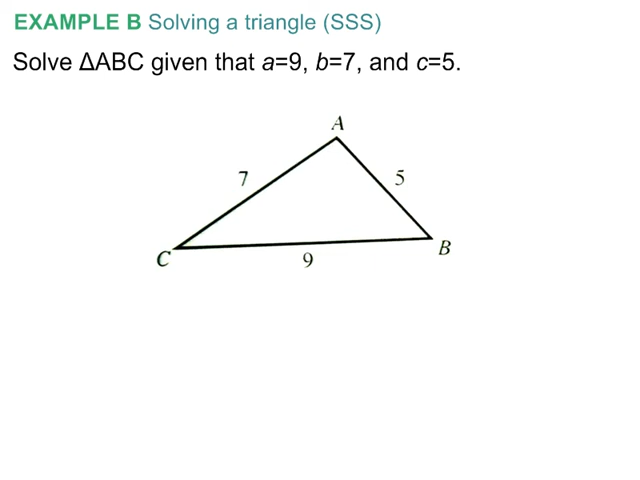 EXAMPLE B Solving a triangle (SSS)
Solve ΔABC given that a=9, b=7, and c=5.
A
7
5
C
9
B